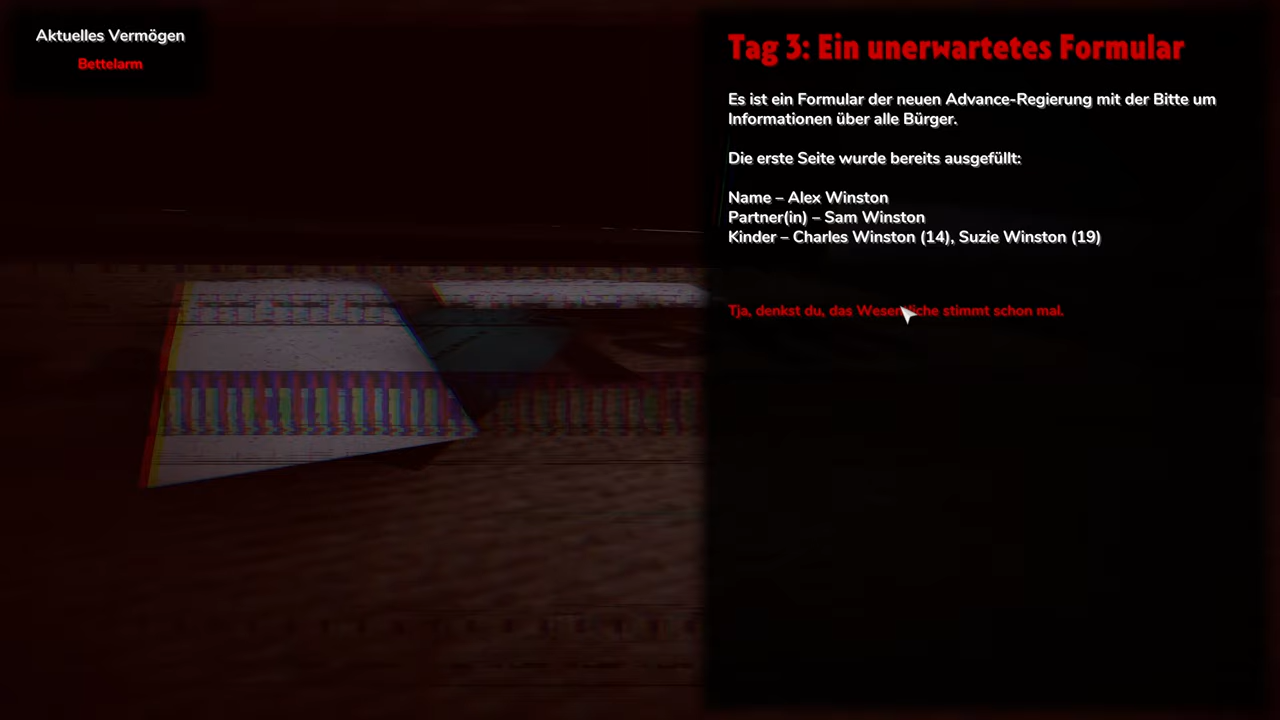 Aktuelles Vermögen
Bettelarm
Tag 3: Ein unerwartetes Formular
Es ist ein Formular der neuen Advance-Regierung mit der Bitte um
Informationen über alle Bürger.
Die erste Seite wurde bereits ausgefüllt:
Name – Alex Winston
Partner(in) – Sam Winston
Kinder – Charles Winston (14), Suzie Winston (19)
Tja, denkst du, das Wesentliche stimmt schon mal.